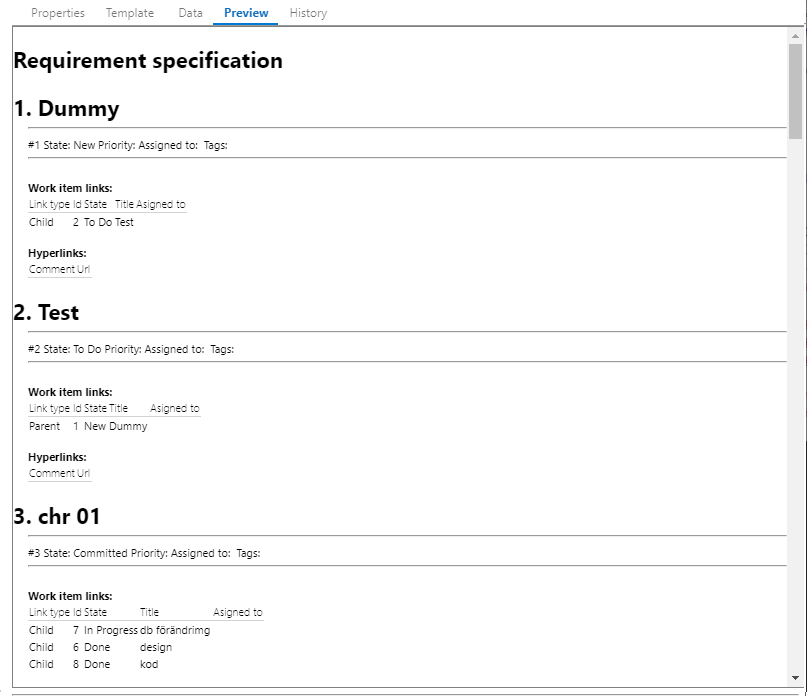 Properties Template Data Preview History
Requirement specification
1. Dummy
#1 State: New Priority: Assigned to: Tags:
Work item links:
Link type Id State Title Asigned to
Child 2 To Do Test
Hyperlinks:
Comment Url
2. Test
#2 State: To Do Priority: Assigned to: Tags:
Work item links:
Link type Id State Title Asigned to
Parent 1 New Dummy
Hyperlinks:
Comment Url
3. chr 01
#3 State: Committed Priority: Assigned to: Tags:
Work item links:
Link type Id State Title Asigned to
Child 7 In Progress db förändrimg
Child 6 Done design
Child 8 Done kod